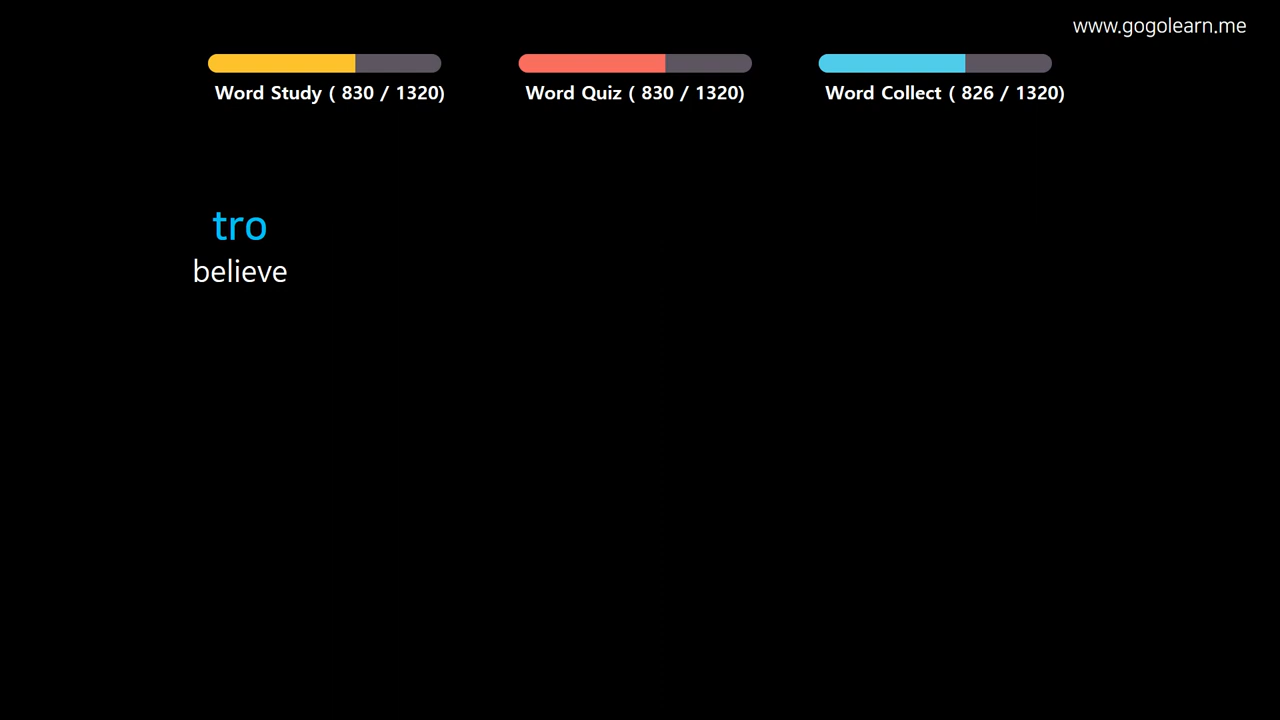 www.gogolearn.me
Word Study ( 830 / 1320)
Word Quiz ( 830 / 1320)
Word Collect ( 826 / 1320)
tro
believe